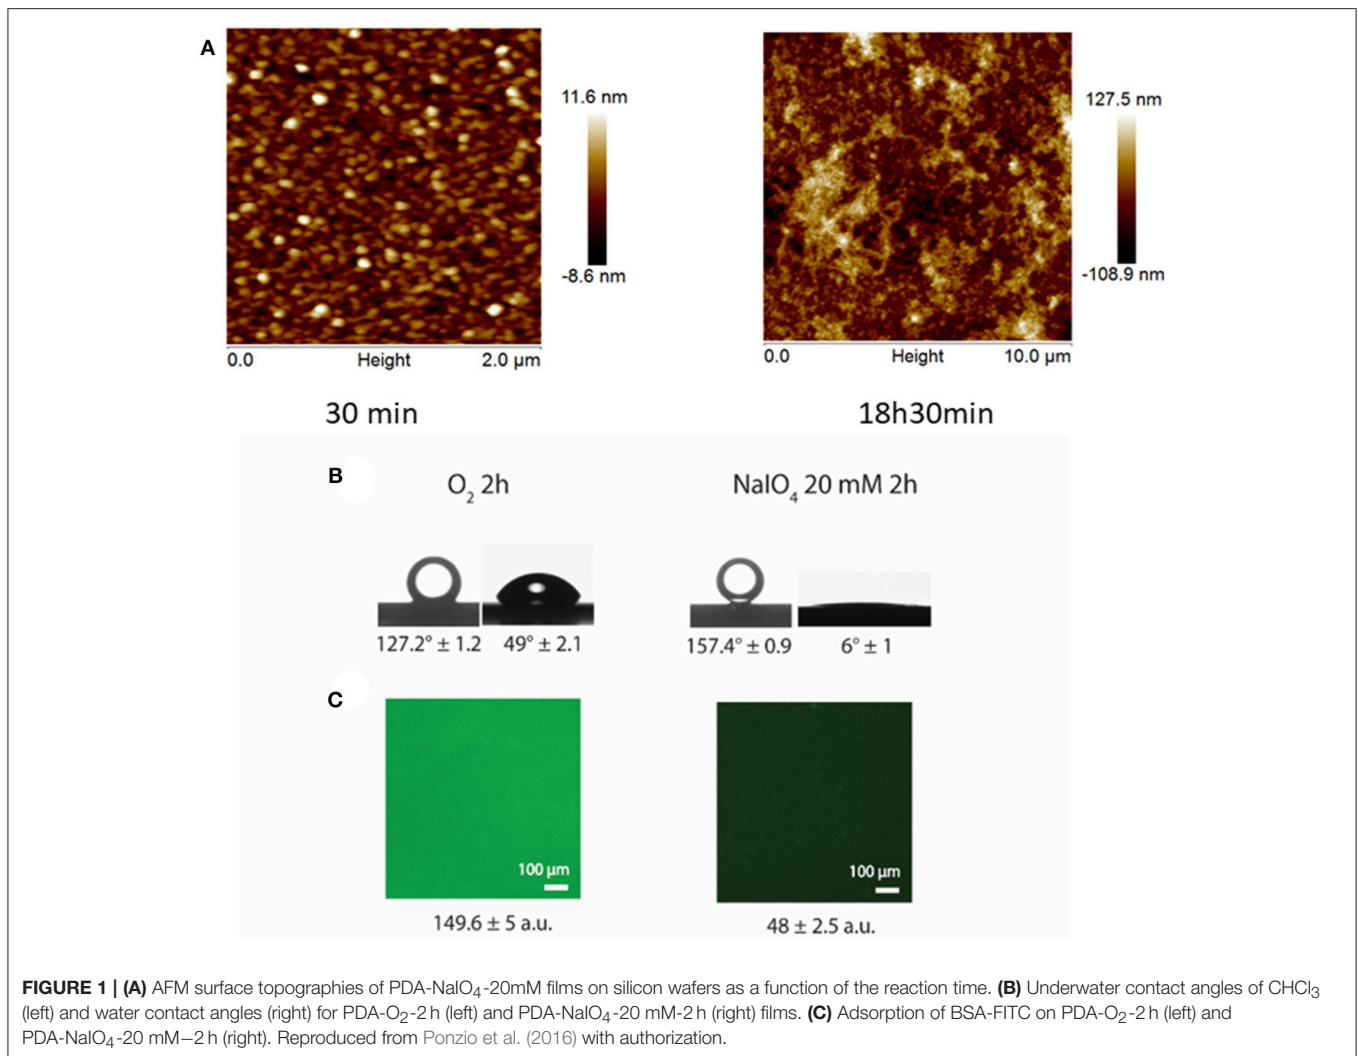 A
11.6 nm
-8.6 nm
0.0 Height 2.0 µm
127.5 nm
-108.9 nm
0.0 Height 10.0 µm
30 min 18h30min
B
O₂ 2h NaIO₄ 20 mM 2h
127.2° ± 1.2 49° ± 2.1 157.4° ± 0.9 6° ± 1
C
100 µm
100 µm
149.6 ± 5 a.u. 48 ± 2.5 a.u.
FIGURE 1 | (A) AFM surface topographies of PDA-NaIO₄-20mM films on silicon wafers as a function of the reaction time. (B) Underwater contact angles of CHCl₃
(left) and water contact angles (right) for PDA-O₂-2 h (left) and PDA-NaIO₄-20 mM-2 h (right) films. (C) Adsorption of BSA-FITC on PDA-O₂-2 h (left) and
PDA-NaIO₄-20 mM−2 h (right). Reproduced from Ponzio et al. (2016) with authorization.